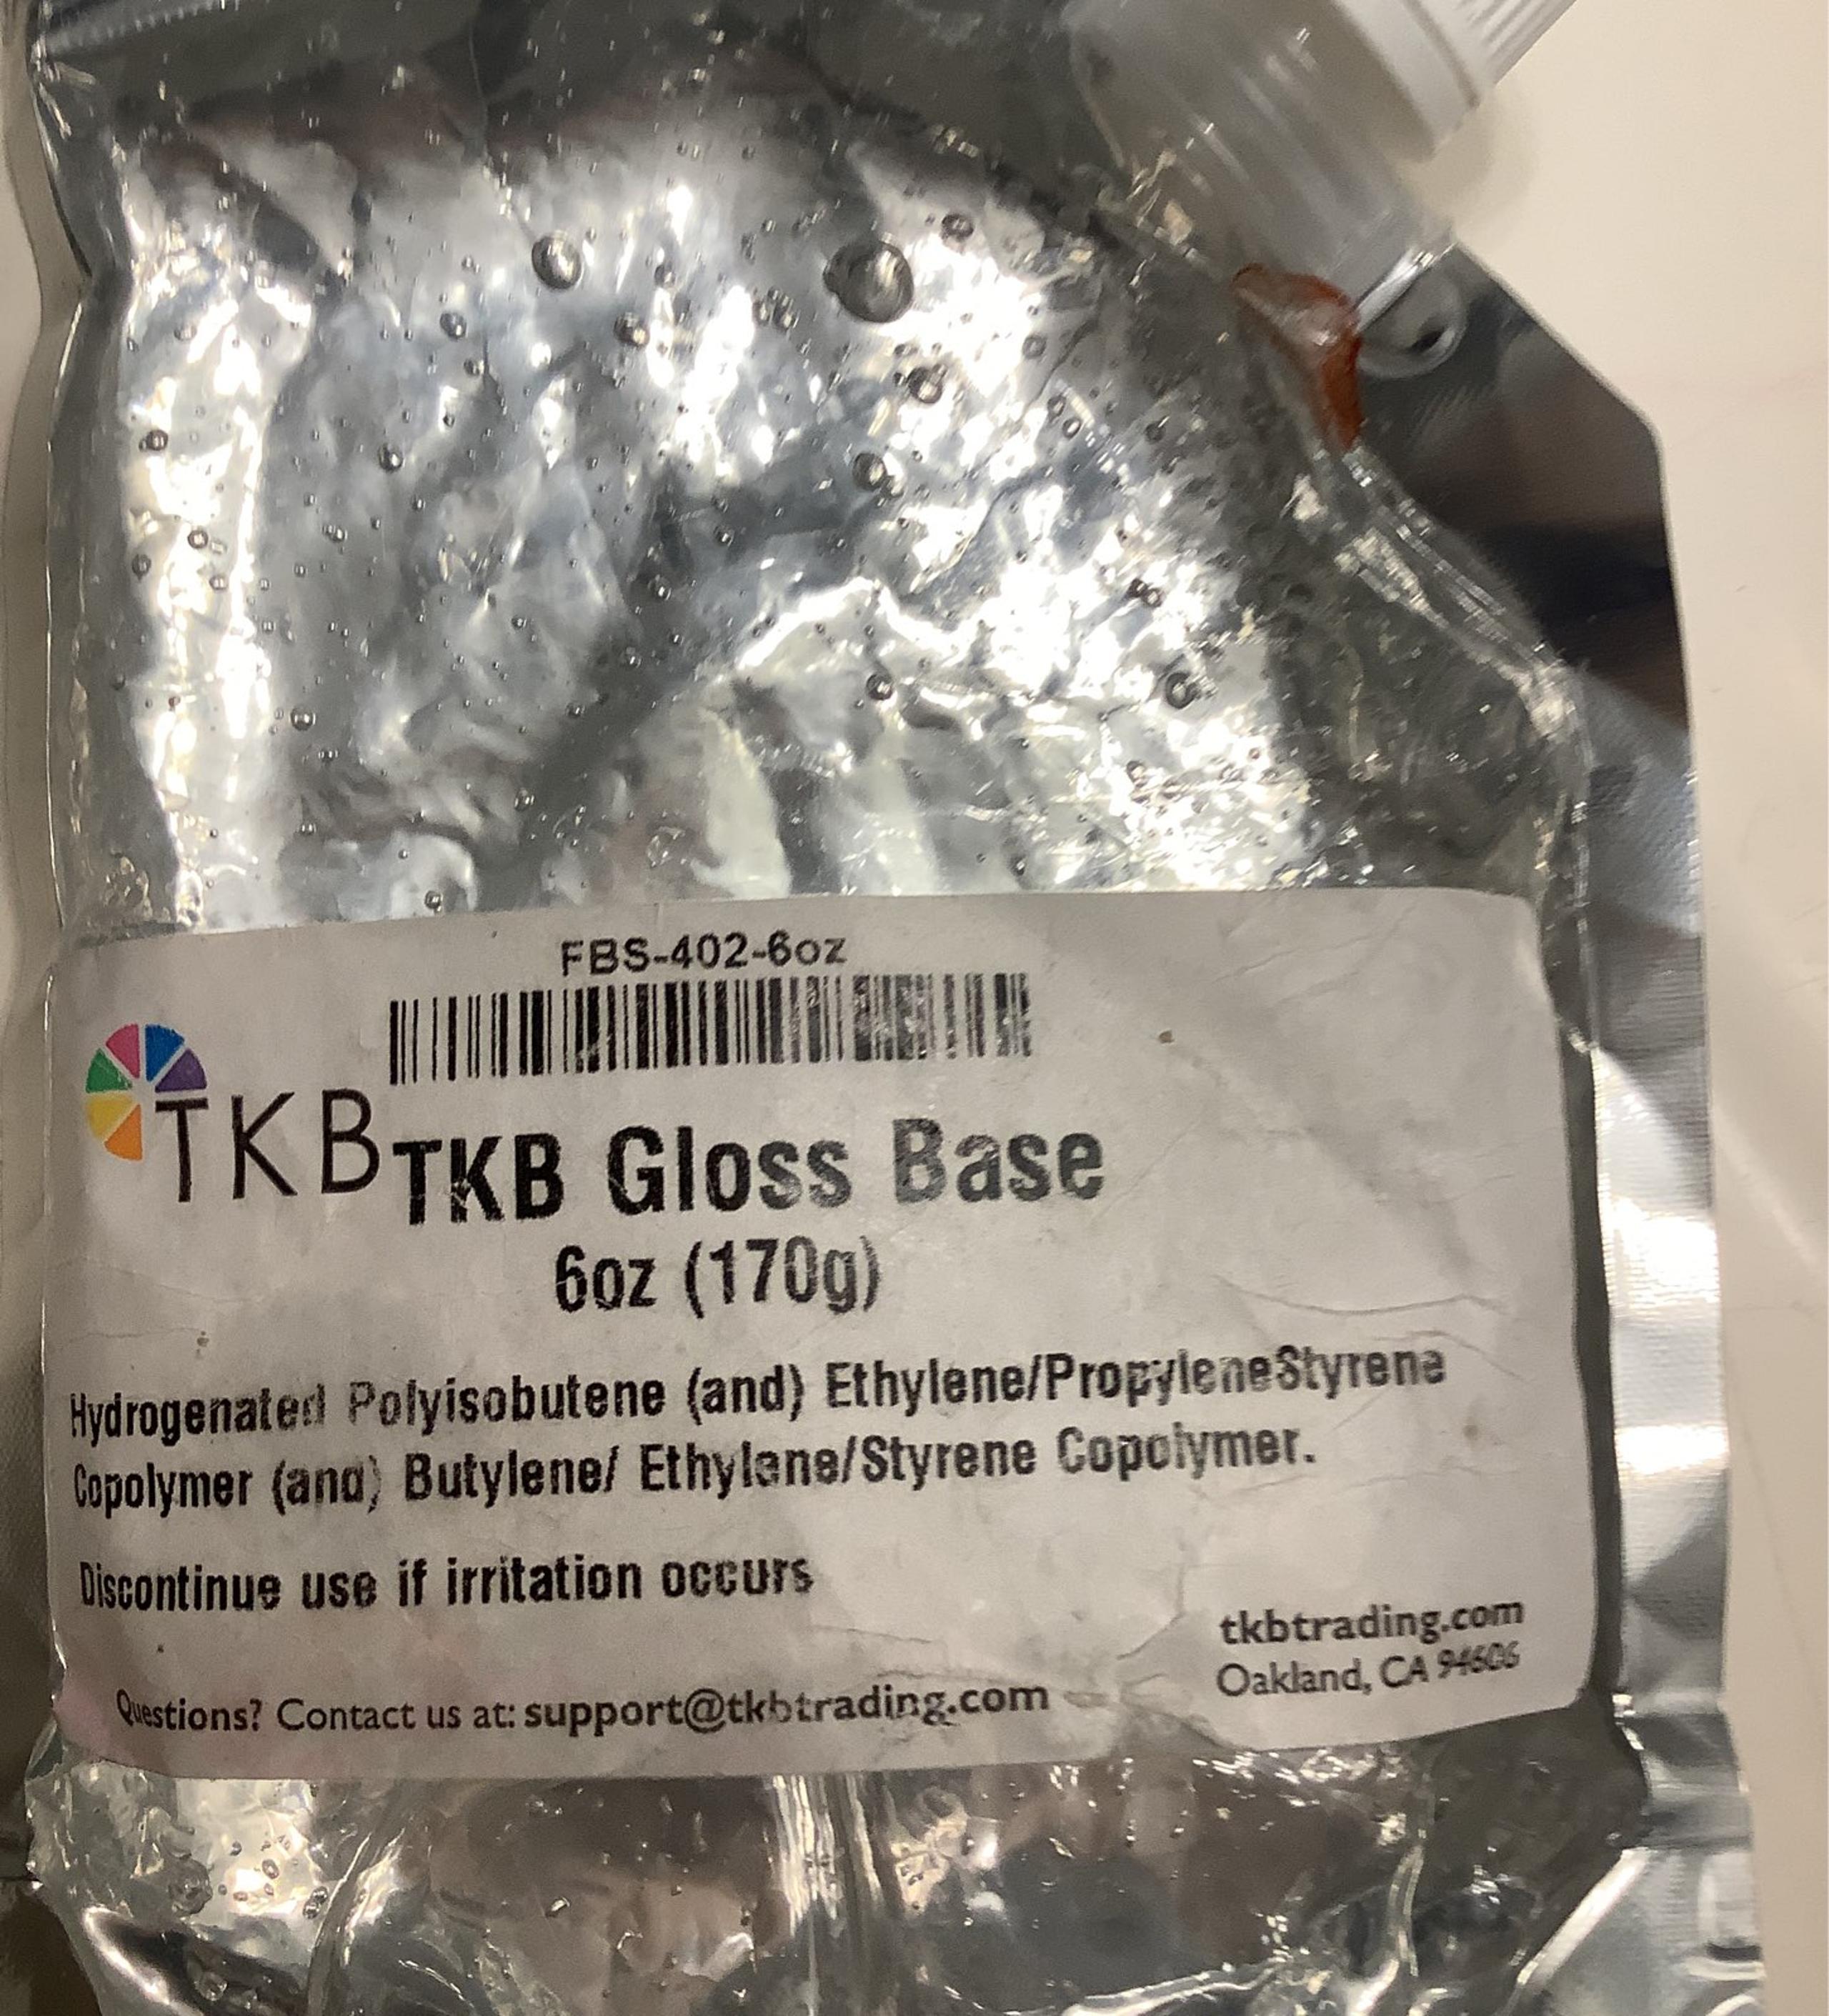 FBS-402-6oz
TKB
TKB Gloss Base
6oz (170g)
Hydrogenated Polyisobutene (and) Ethylene/PropyleneStyrene
Copolymer (and) Butylene/ Ethylene/Styrene Copolymer.
Discontinue use if irritation occurs
tkbtrading.com
Oakland, CA 94606
Questions? Contact us at: support@tkbtrading.com